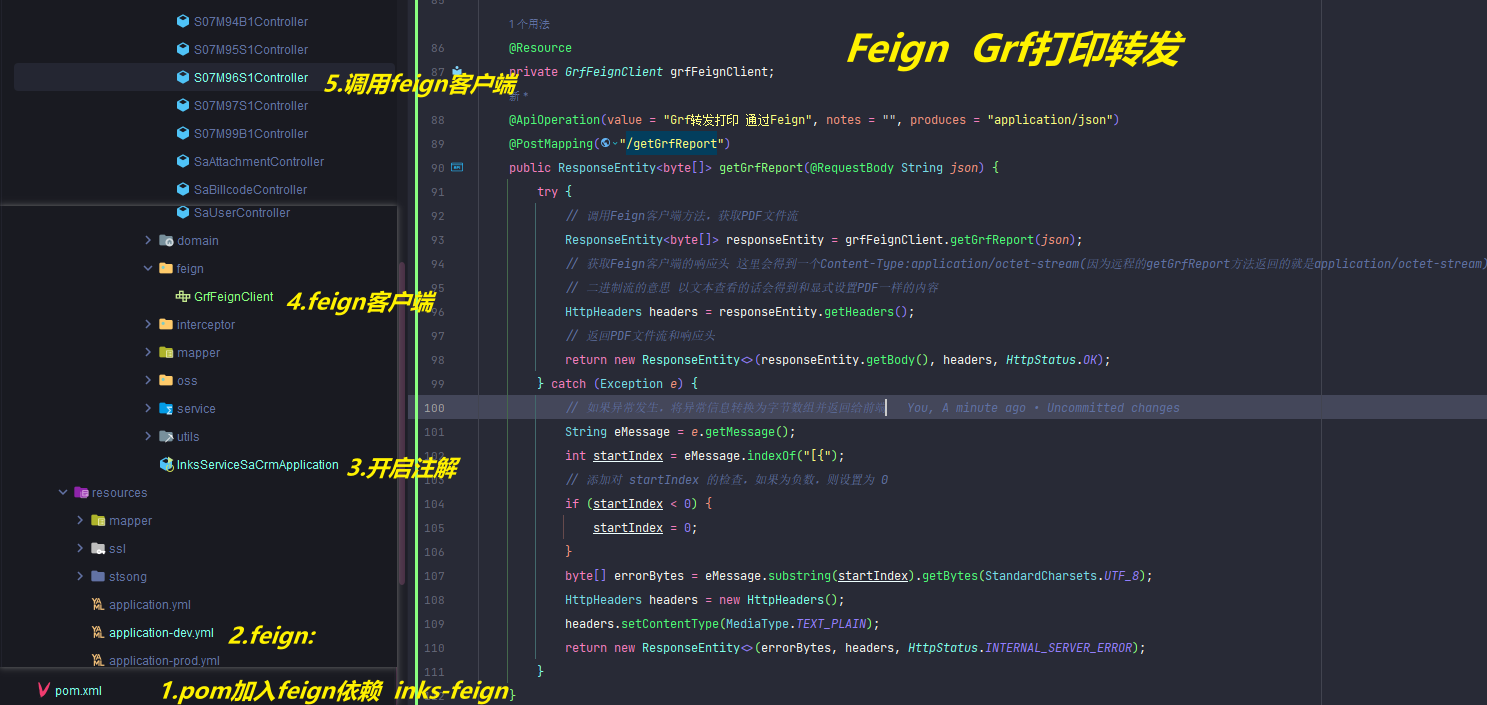 S07M94B1Controller
S07M95S1Controller
S07M96S1Controller
5.调用feign客户端
S07M97S1Controller
S07M99B1Controller
SaAttachmentController
SaBillcodeController
SaUserController
domain
feign
GrfFeignClient
4.feign客户端
interceptor
mapper
oss
service
utils
InksServiceSaCrmApplication
3.开启注解
resources
mapper
ssl
stsong
application.yml
application-dev.yml
2.feign:
application-prod.yml
pom.xml
1.pom加入feign依赖 inks-feign
Feign Grf打印转发
85
1个用法
86 @Resource
87 private GrfFeignClient grfFeignClient;
新 *
88 @ApiOperation(value = "Grf转发打印 通过Feign", notes = "", produces = "application/json")
89 @PostMapping("/getGrfReport")
90 public ResponseEntity<byte[]> getGrfReport(@RequestBody String json) {
91 try {
92 // 调用Feign客户端方法，获取PDF文件流
93 ResponseEntity<byte[]> responseEntity = grfFeignClient.getGrfReport(json);
94 // 获取Feign客户端的响应头 这里会得到一个Content-Type:application/octet-stream(因为远程的getGrfReport方法返回的就是application/octet-stream)
95 // 二进制流的意思 以文本查看的话会得到和显式设置PDF一样的内容
96 HttpHeaders headers = responseEntity.getHeaders();
97 // 返回PDF文件流和响应头
98 return new ResponseEntity<>(responseEntity.getBody(), headers, HttpStatus.OK);
99 } catch (Exception e) {
100 // 如果异常发生，将异常信息转换为字节数组并返回给前端 You, A minute ago • Uncommitted changes
101 String eMessage = e.getMessage();
102 int startIndex = eMessage.indexOf("[{");
103 // 添加对 startIndex 的检查，如果为负数，则设置为 0
104 if (startIndex < 0) {
105 startIndex = 0;
106 }
107 byte[] errorBytes = eMessage.substring(startIndex).getBytes(StandardCharsets.UTF_8);
108 HttpHeaders headers = new HttpHeaders();
109 headers.setContentType(MediaType.TEXT_PLAIN);
110 return new ResponseEntity<>(errorBytes, headers, HttpStatus.INTERNAL_SERVER_ERROR);
111 }
}